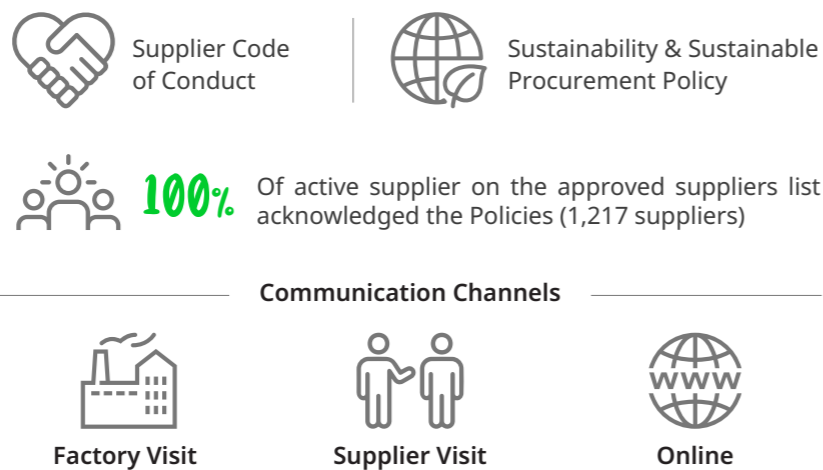 Supplier Code
of Conduct
Sustainability & Sustainable
Procurement Policy
100%
Of active supplier on the approved suppliers list
acknowledged the Policies (1,217 suppliers)
Communication Channels
www
Factory Visit
Supplier Visit
Online